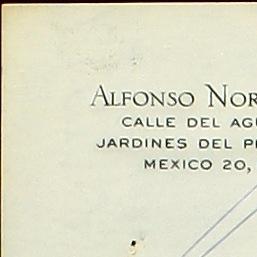 ALFONSO NOR
CALLE DEL AGU
JARDINES DEL P
MEXICO 20,